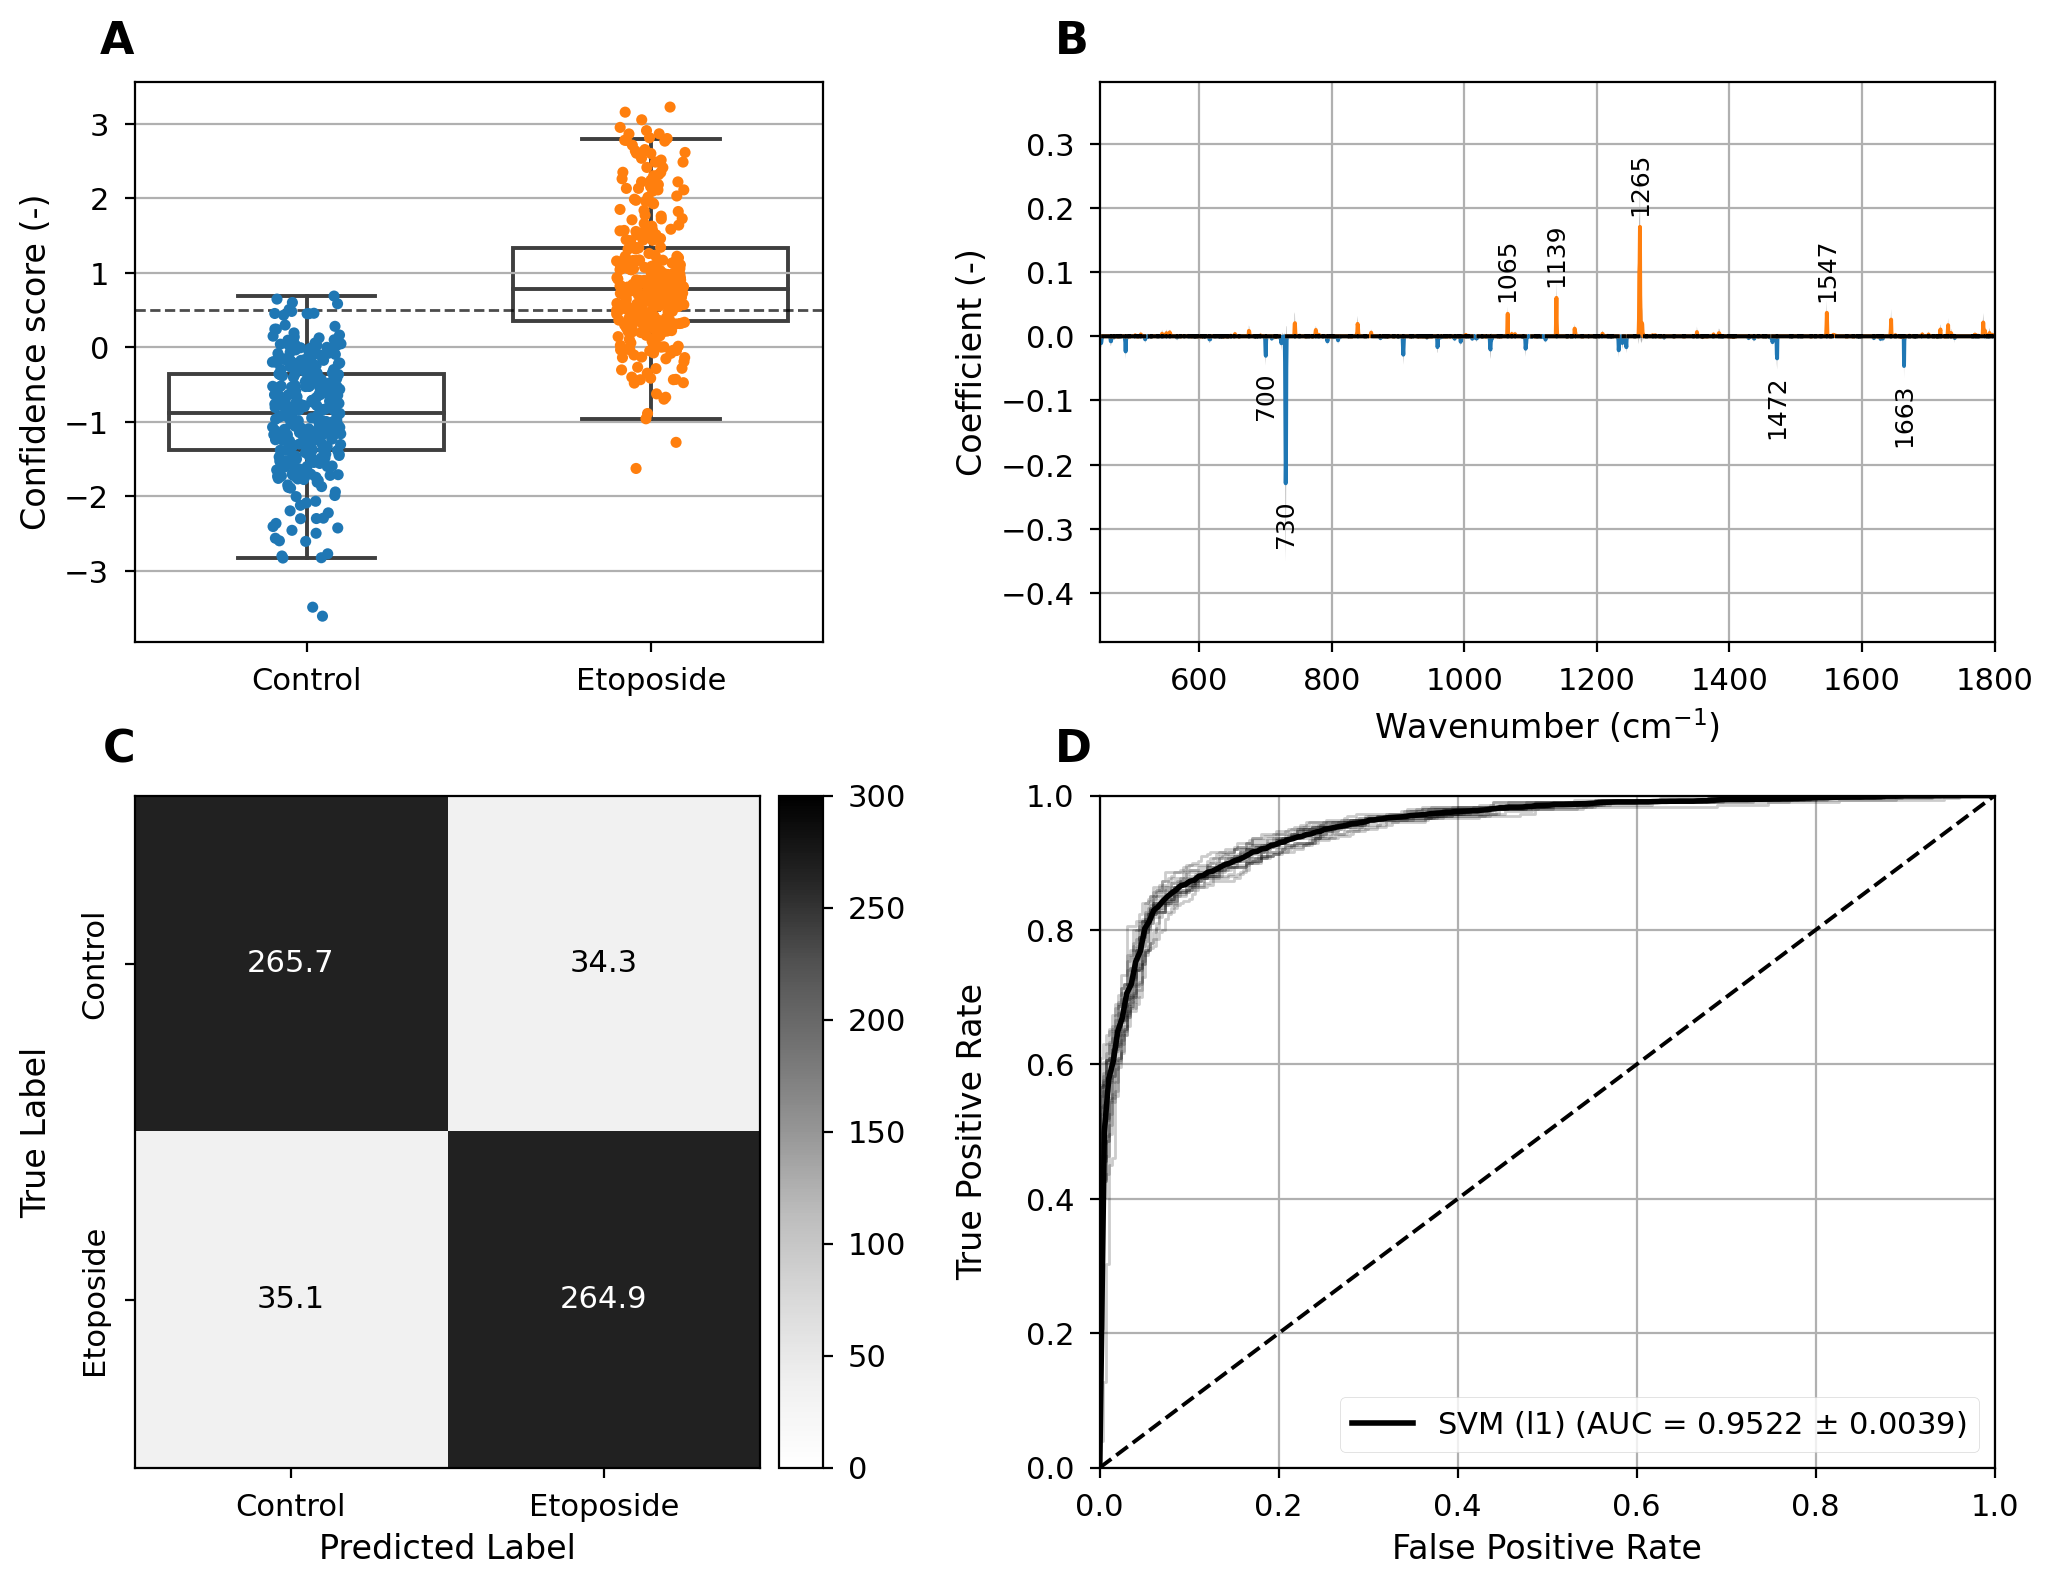 A
Confidence score (-)
3
2
1
0
−1
−2
−3
Control
Etoposide
B
Coefficient (-)
0.3
0.2
0.1
0.0
−0.1
−0.2
−0.3
−0.4
700
730
1065
1139
1265
1472
1547
1663
600
800
1000
1200
1400
1600
1800
Wavenumber (cm⁻¹)
C
True Label
Control
Etoposide
265.7
34.3
35.1
264.9
Control
Etoposide
Predicted Label
300
250
200
150
100
50
0
D
True Positive Rate
1.0
0.8
0.6
0.4
0.2
0.0
SVM (l1) (AUC = 0.9522 ± 0.0039)
0.0
0.2
0.4
0.6
0.8
1.0
False Positive Rate